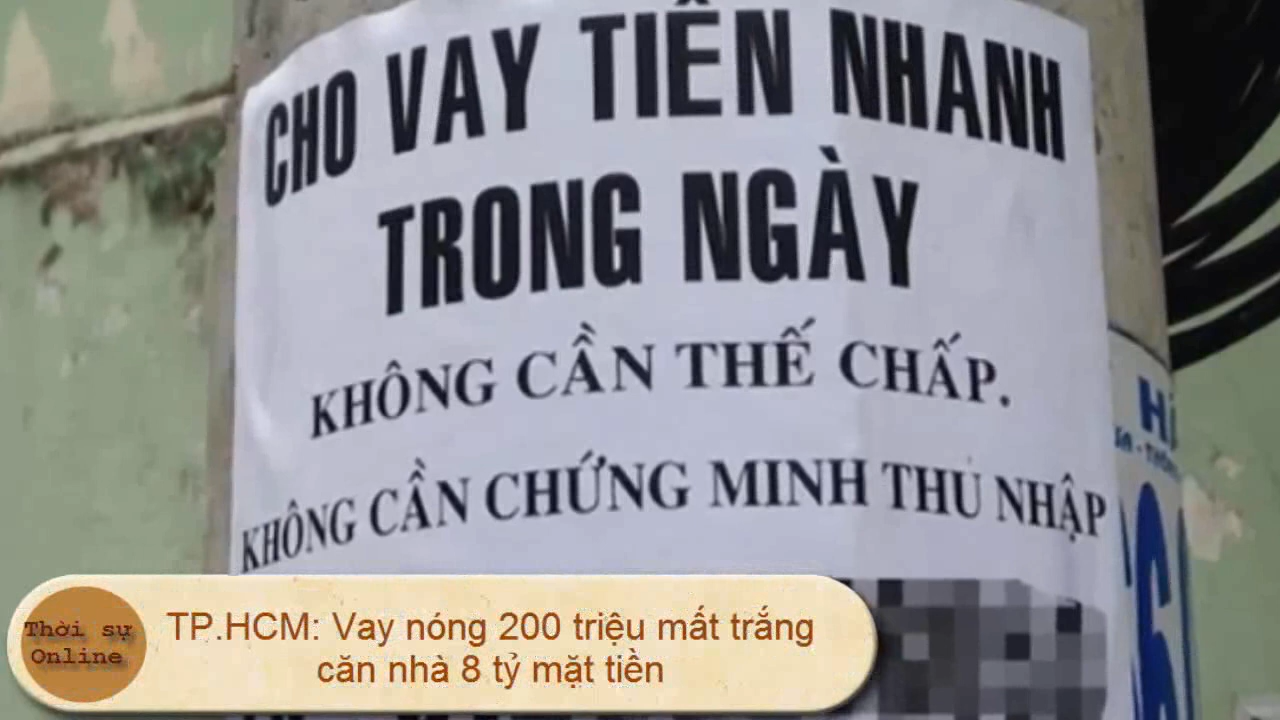 CHO VAY TIỀN NHANH
TRONG NGÀY
KHÔNG CẦN THẾ CHẤP.
KHÔNG CẦN CHỨNG MINH THU NHẬP
Thời sự
Online
TP.HCM: Vay nóng 200 triệu mất trắng
căn nhà 8 tỷ mặt tiền